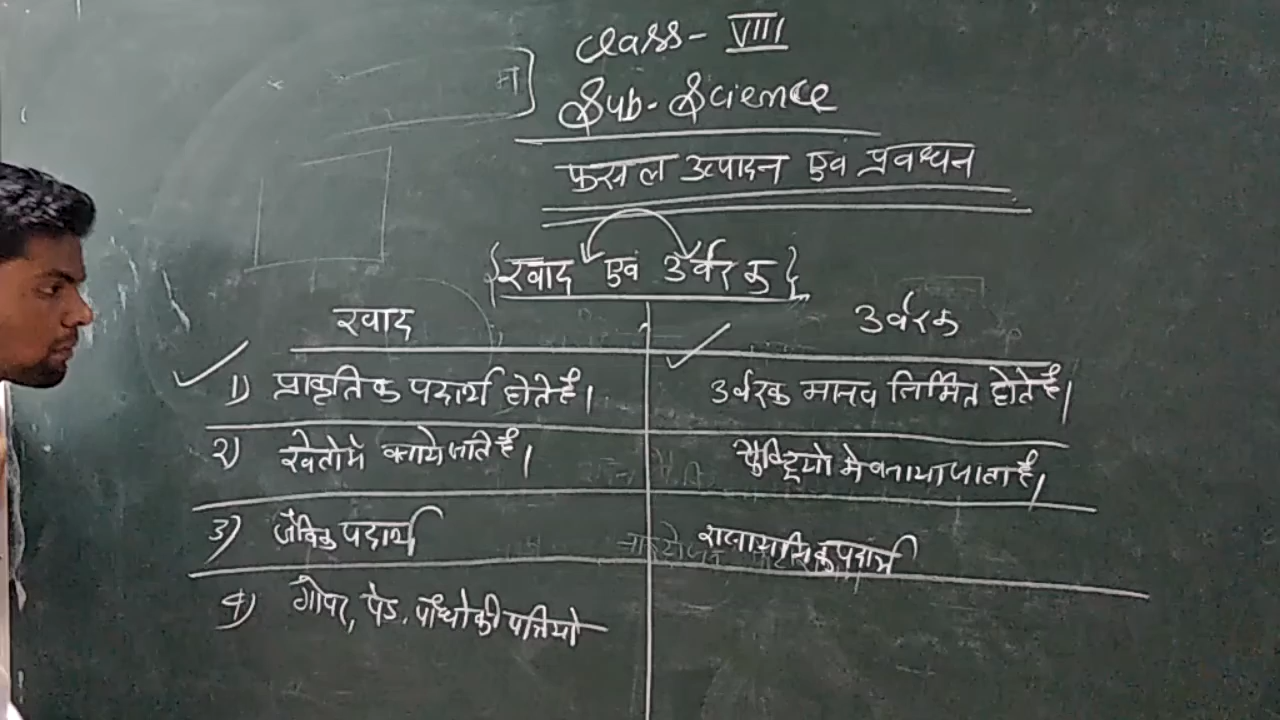 Class- VIII
Sub- Science
फसल उत्पादन एवं प्रवन्धन
{खाद एवं उर्वरक}
खाद उर्वरक
1) प्राकृतिक पदार्थ होते हैं। उर्वरक मानव निर्मित होते हैं।
2) खेतो में बनाये जाते हैं। में बनाया जाता है।
3) जैविक पदार्थ रासायनिक पदार्थ
4) गोबर, पेड़, पौधो की पत्तियो